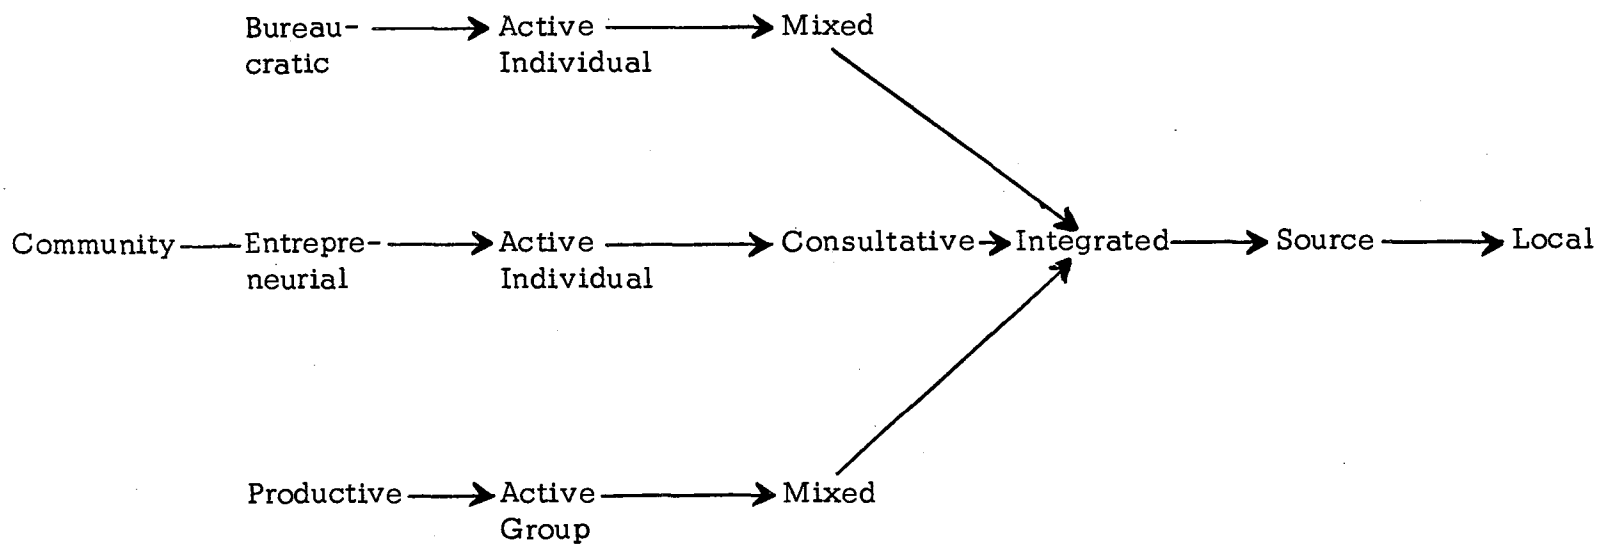 Bureau- Active Mixed
cratic Individual
Community Entrepre- Active Consultative Integrated Source Local
neurial Individual
Productive Active Mixed
Group